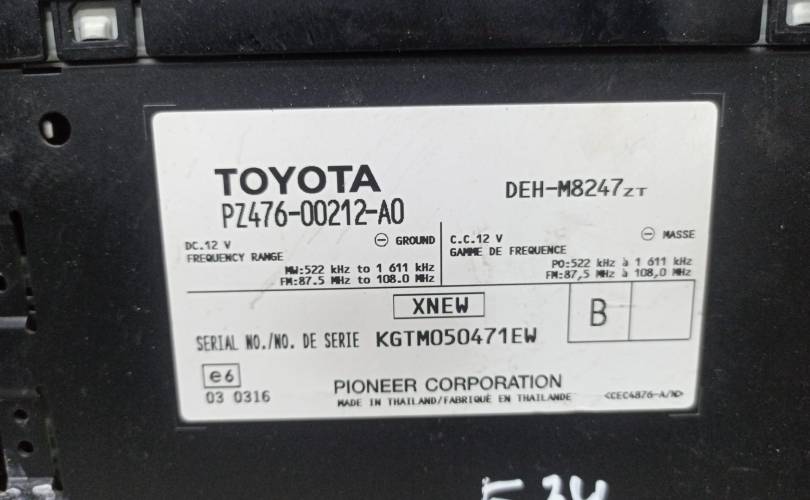 TOYOTA
PZ476-00212-A0
DEH-M8247ZT
DC.12 V ⊖ GROUND
FREQUENCY RANGE
MW:522 kHz to 1 611 kHz
FM:87.5 MHz to 108.0 MHz
C.C.12 V ⊖ MASSE
GAMME DE FREQUENCE
PO:522 kHz à 1 611 kHz
FM:87,5 MHz à 108,0 MHz
XNEW
B
SERIAL NO./NO. DE SERIE KGTM050471EW
e6
03 0316
PIONEER CORPORATION
MADE IN THAILAND/FABRIQUÉ EN THAILANDE
<CEC4876-A/N>